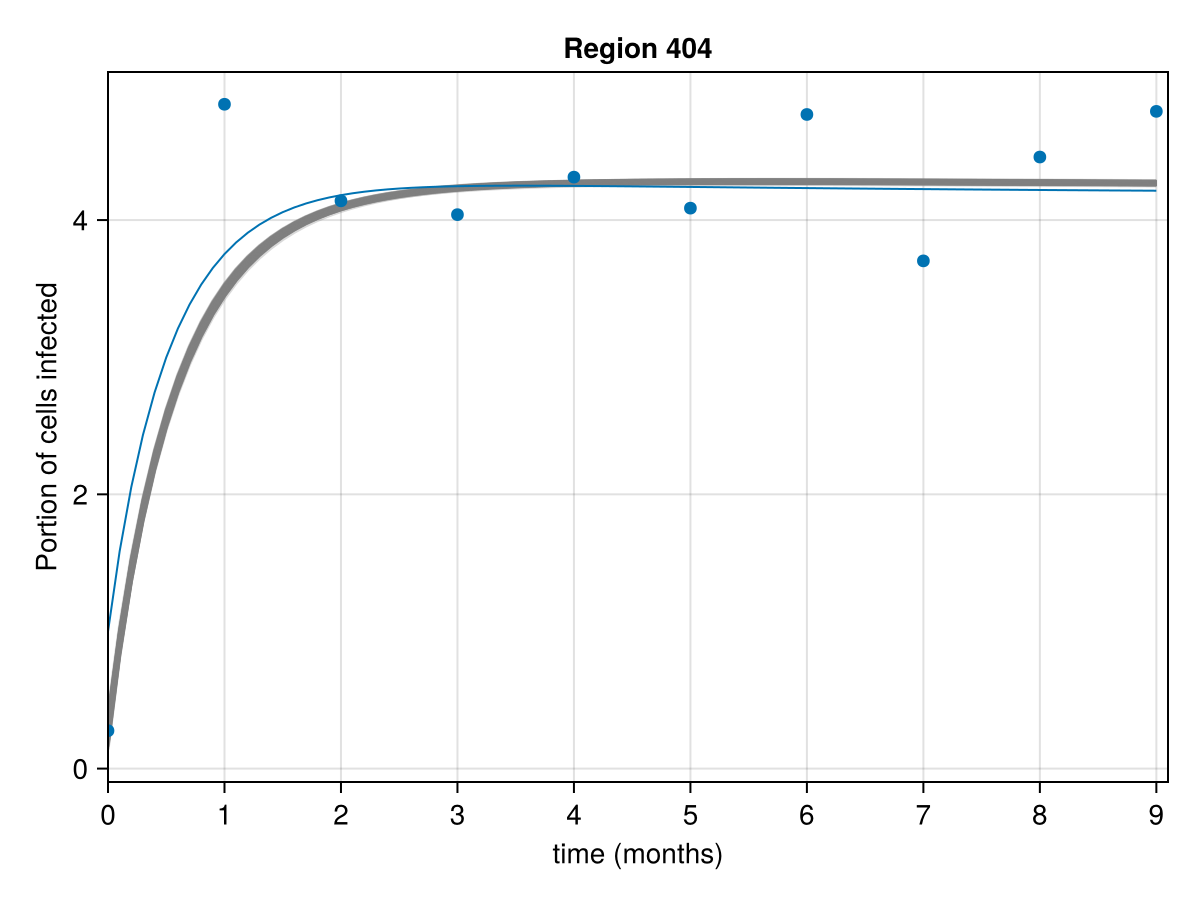 Region 404
Portion of cells infected
4
2
0
0 1 2 3 4 5 6 7 8 9
time (months)